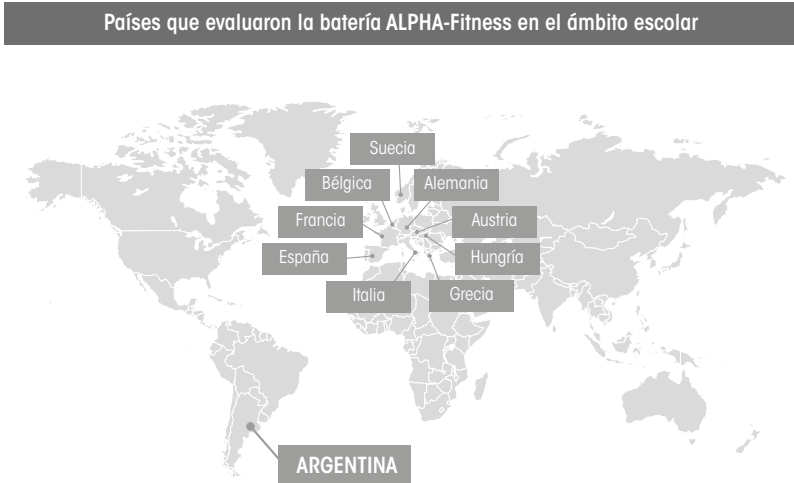 Países que evaluaron la batería ALPHA-Fitness en el ámbito escolar
Suecia
Bélgica
Alemania
Francia
Austria
España
Hungría
Italia
Grecia
ARGENTINA